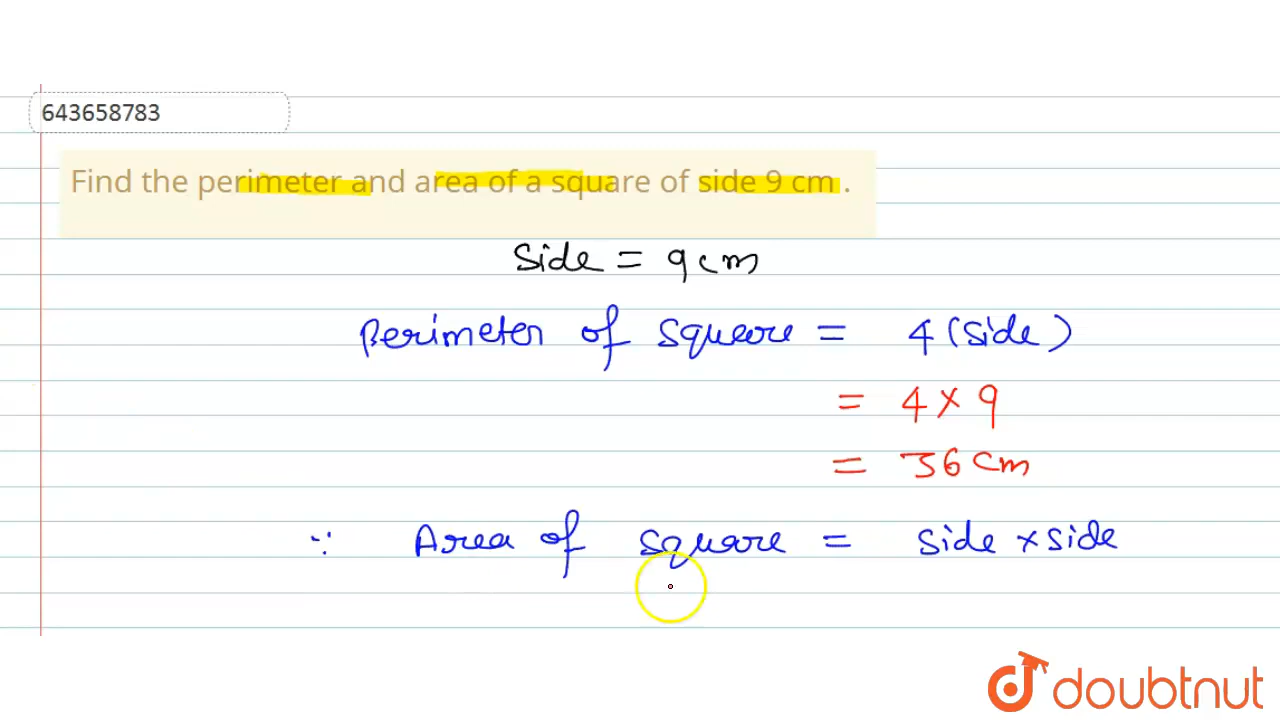 643658783
Find the perimeter and area of a square of side 9 cm .
Side = 9 cm
Perimeter of square = 4 (side)
= 4 × 9
= 36 cm
∵ Area of square = side × side
doubtnut